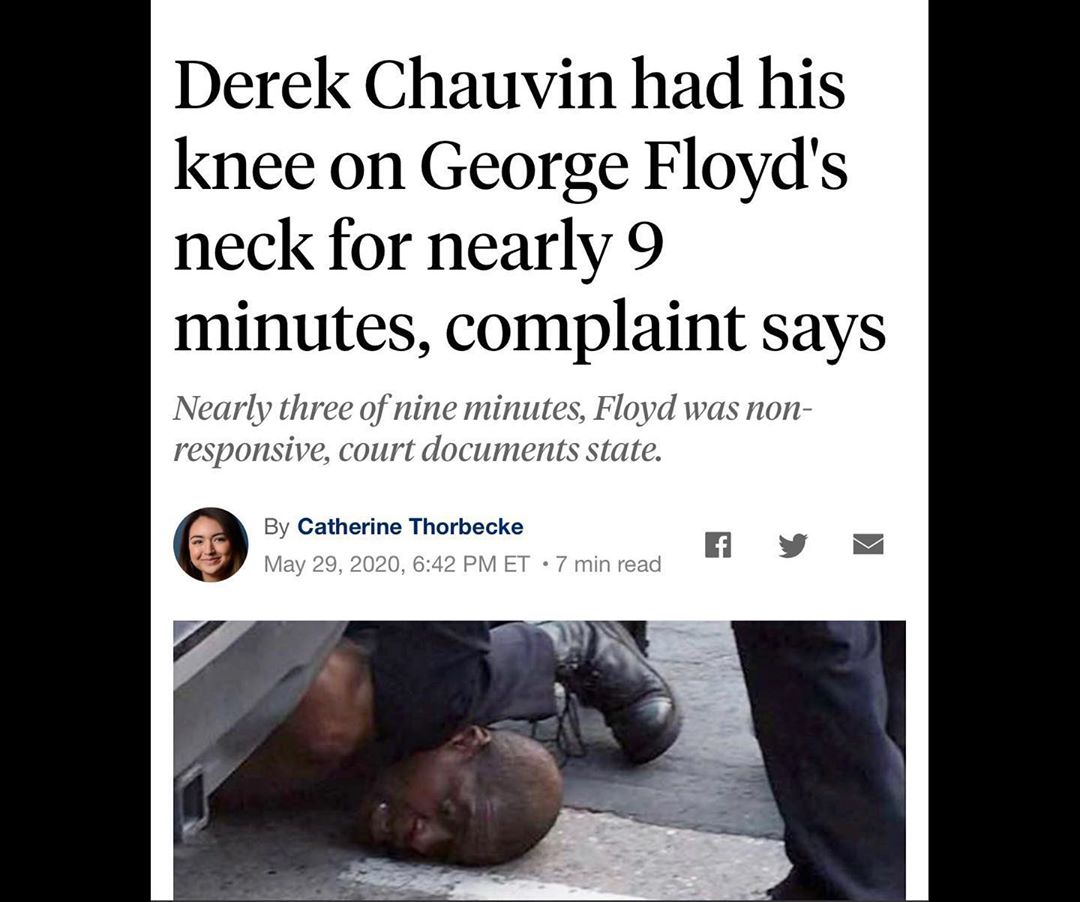 Derek Chauvin had his
knee on George Floyd's
neck for nearly 9
minutes, complaint says
Nearly three of nine minutes, Floyd was non-
responsive, court documents state.
By Catherine Thorbecke
May 29, 2020, 6:42 PM ET • 7 min read